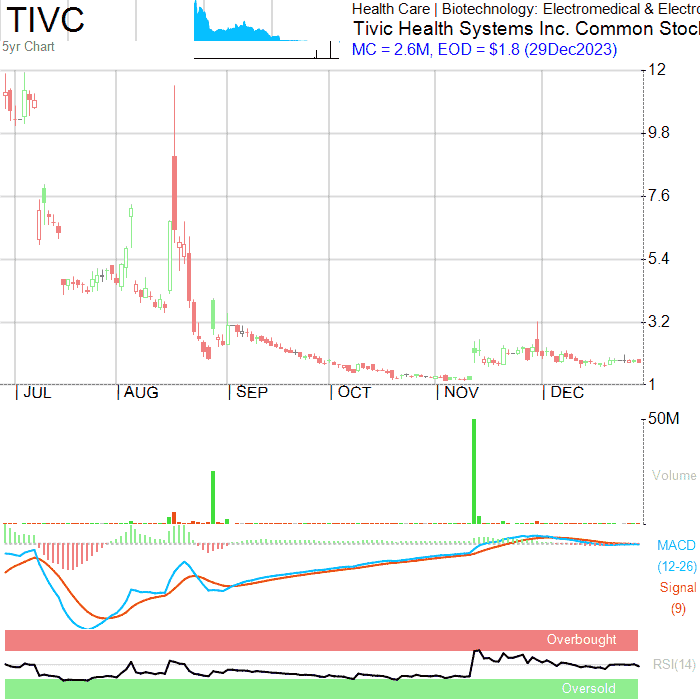 TIVC
5yr Chart
Health Care | Biotechnology: Electromedical & Electro
Tivic Health Systems Inc. Common Stoc
MC = 2.6M, EOD = $1.8 (29Dec2023)
12
9.8
7.6
5.4
3.2
1
JUL AUG SEP OCT NOV DEC
50M
Volume
MACD
(12-26)
Signal
(9)
Overbought
RSI(14)
Oversold